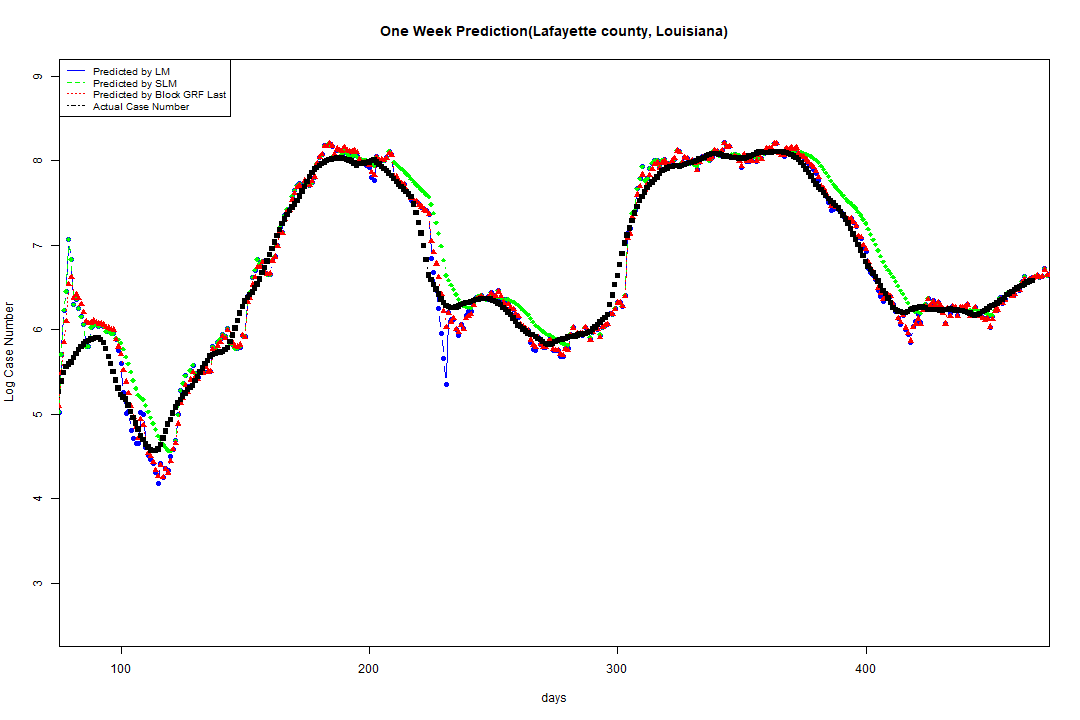 One Week Prediction(Lafayette county, Louisiana)
Predicted by LM
Predicted by SLM
Predicted by Block GRF Last
Actual Case Number
9
8
7
6
5
4
3
Log Case Number
100 200 300 400
days